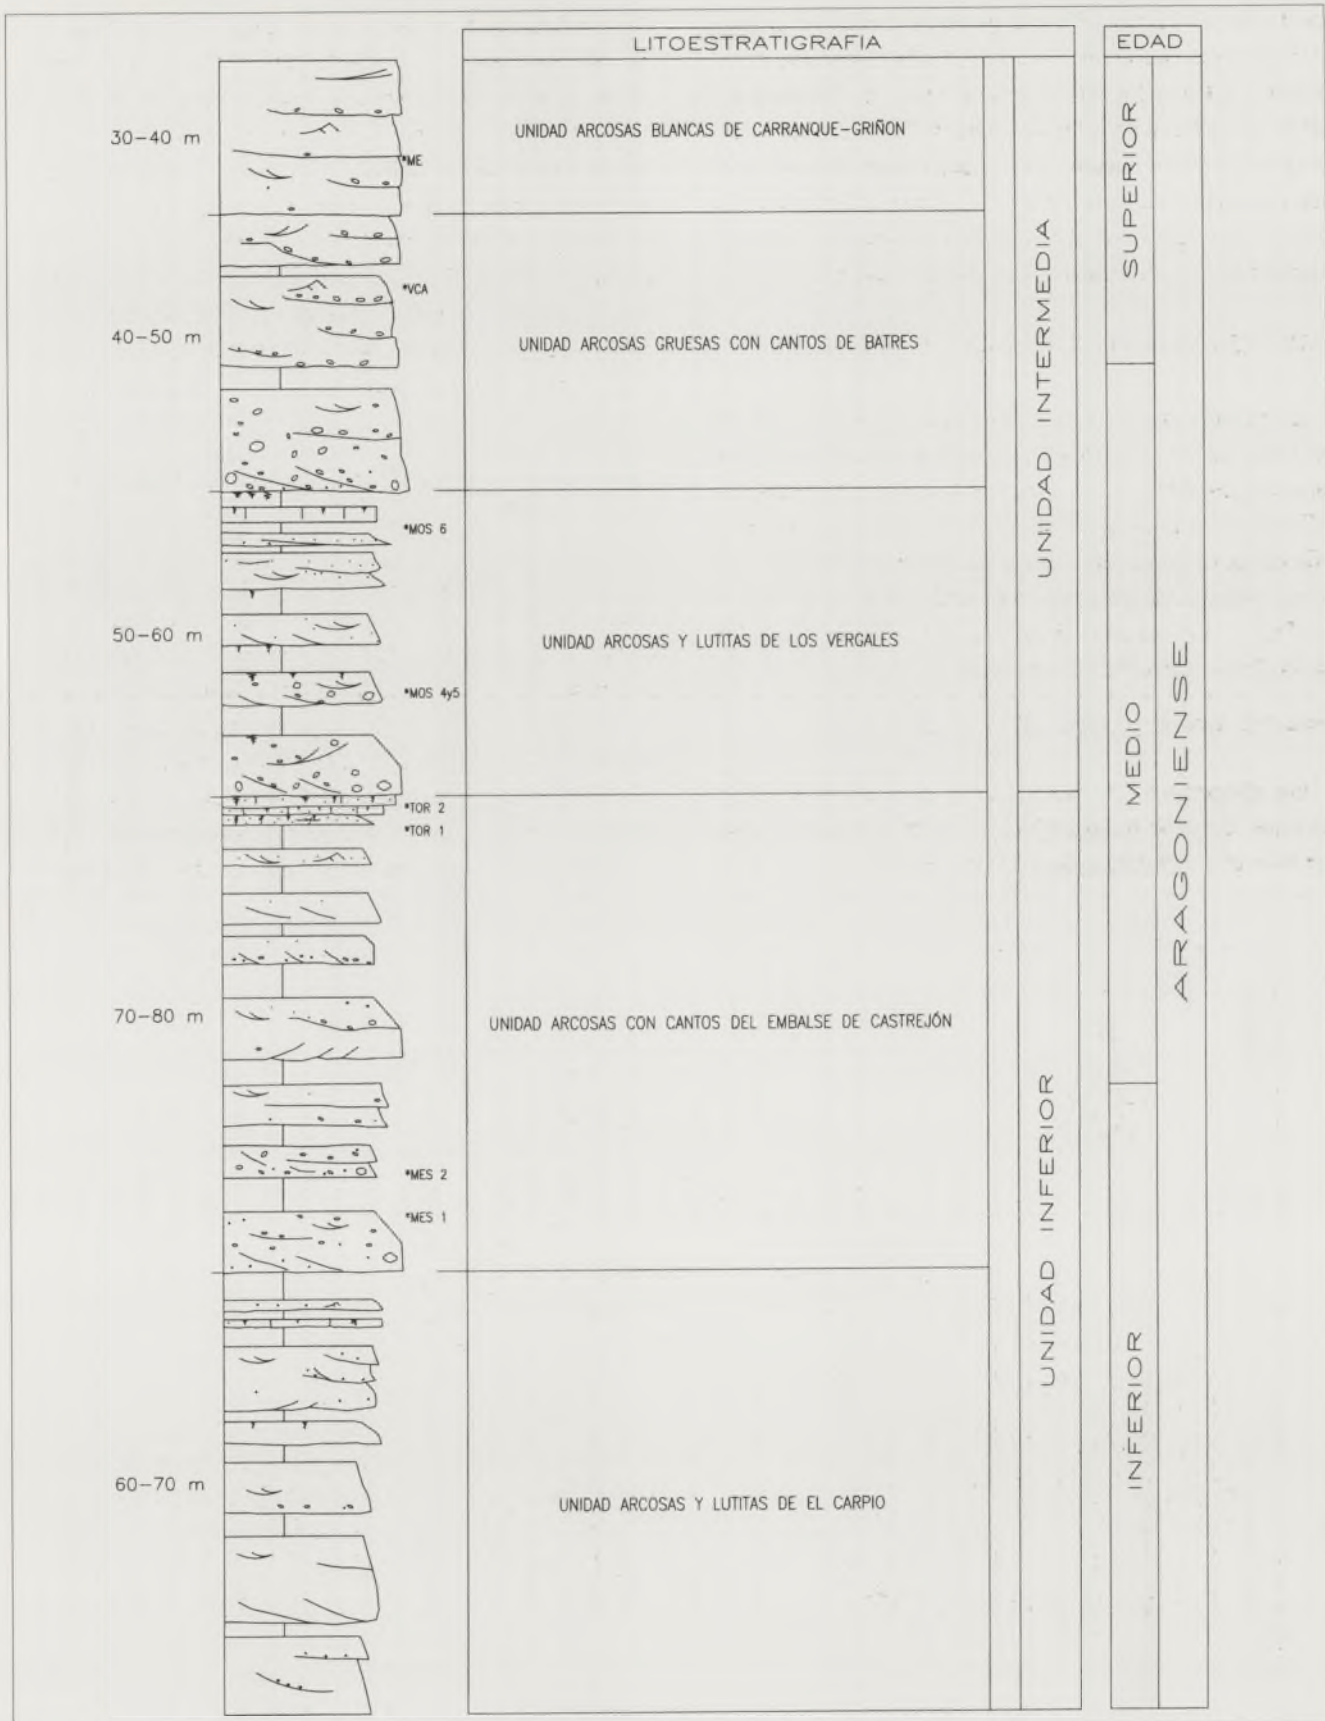 LITOESTRATIGRAFIA
EDAD
30-40 m
*ME
UNIDAD ARCOSAS BLANCAS DE CARRANQUE-GRIÑON
40-50 m
*VCA
UNIDAD ARCOSAS GRUESAS CON CANTOS DE BATRES
50-60 m
*MOS 6
*MOS 4y5
UNIDAD ARCOSAS Y LUTITAS DE LOS VERGALES
70-80 m
*TOR 2
*TOR 1
*MES 2
*MES 1
UNIDAD ARCOSAS CON CANTOS DEL EMBALSE DE CASTREJÓN
60-70 m
UNIDAD ARCOSAS Y LUTITAS DE EL CARPIO
UNIDAD INTERMEDIA
UNIDAD INFERIOR
SUPERIOR
MEDIO
INFERIOR
ARAGONIENSE